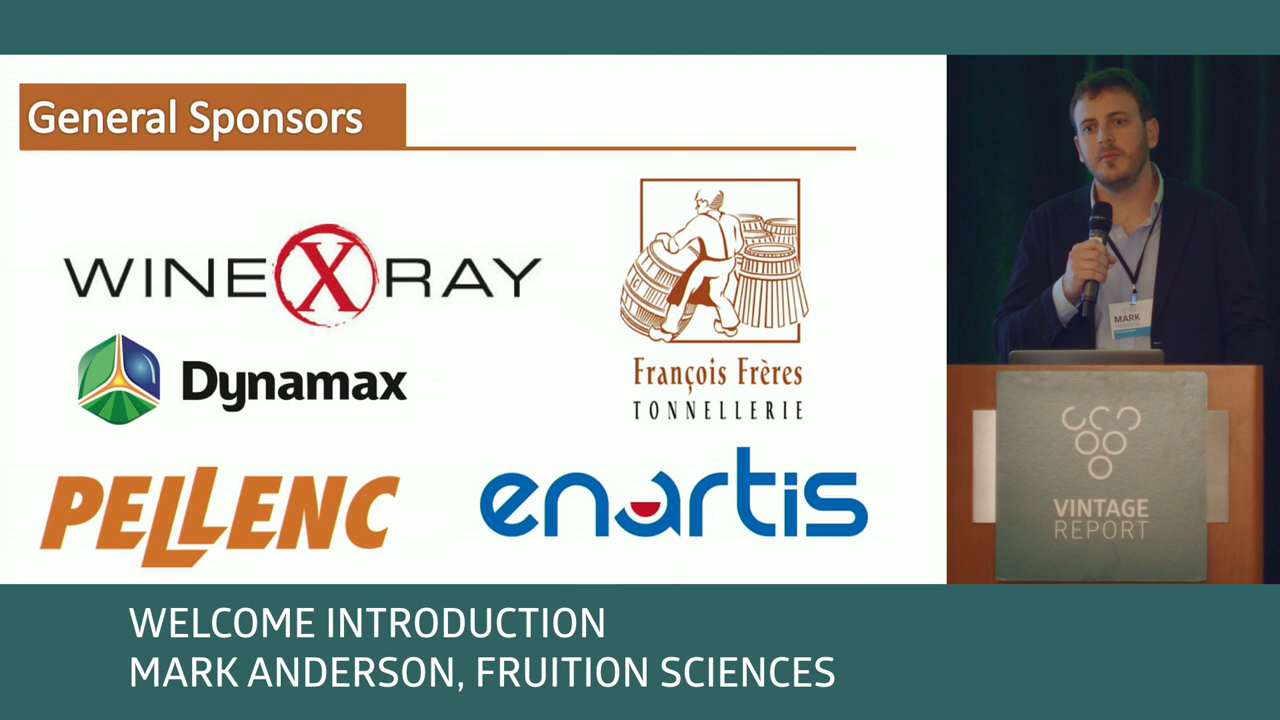 General Sponsors
WINE X RAY
François Frères
TONNELLERIE
Dynamax
PELLENC
enartis
MARK
VINTAGE
REPORT
WELCOME INTRODUCTION
MARK ANDERSON, FRUITION SCIENCES